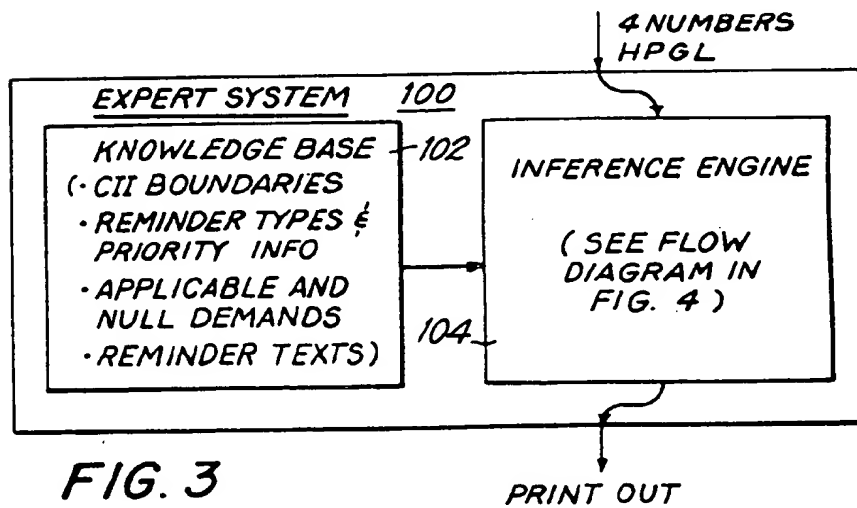 4 NUMBERS
HPGL
EXPERT SYSTEM 100
KNOWLEDGE BASE 102
(· CII BOUNDARIES
· REMINDER TYPES &
PRIORITY INFO
· APPLICABLE AND
NULL DEMANDS
· REMINDER TEXTS)
INFERENCE ENGINE
(SEE FLOW
DIAGRAM IN
FIG. 4)
104
FIG. 3
PRINT OUT